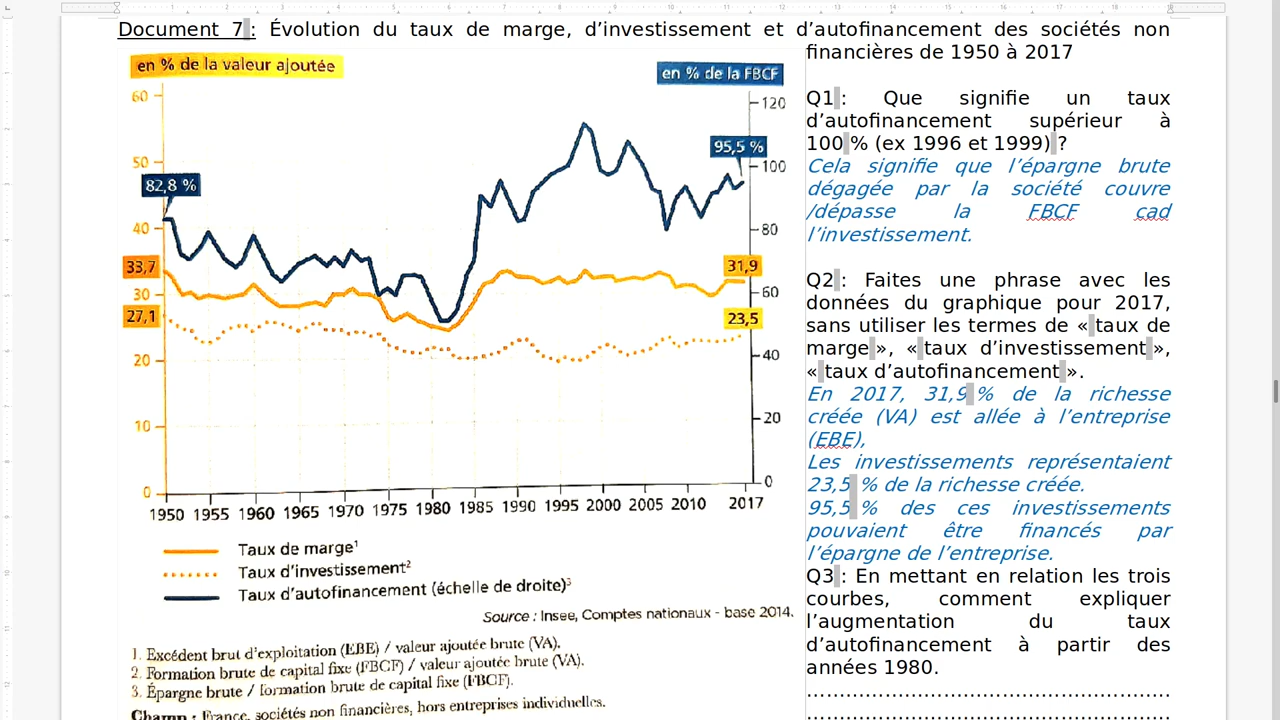 Document 7 : Évolution du taux de marge, d’investissement et d’autofinancement des sociétés non
financières de 1950 à 2017
en % de la valeur ajoutée
en % de la FBCF
60
50
40
30
20
10
0
120
100
80
60
40
20
0
82,8 %
95,5 %
33,7
27,1
31,9
23,5
1950 1955 1960 1965 1970 1975 1980 1985 1990 1995 2000 2005 2010 2017
Taux de marge¹
Taux d’investissement²
Taux d’autofinancement (échelle de droite)³
Source : Insee, Comptes nationaux - base 2014.
1. Excédent brut d’exploitation (EBE) / valeur ajoutée brute (VA).
2. Formation brute de capital fixe (FBCF) / valeur ajoutée brute (VA).
3. Épargne brute / formation brute de capital fixe (FBCF).
Champ : France, sociétés non financières, hors entreprises individuelles.
Q1 : Que signifie un taux
d’autofinancement supérieur à
100 % (ex 1996 et 1999) ?
Cela signifie que l’épargne brute
dégagée par la société couvre
/dépasse la FBCF cad
l’investissement.
Q2 : Faites une phrase avec les
données du graphique pour 2017,
sans utiliser les termes de « taux de
marge », « taux d’investissement »,
« taux d’autofinancement ».
En 2017, 31,9 % de la richesse
créée (VA) est allée à l’entreprise
(EBE),
Les investissements représentaient
23,5 % de la richesse créée.
95,5 % des ces investissements
pouvaient être financés par
l’épargne de l’entreprise.
Q3 : En mettant en relation les trois
courbes, comment expliquer
l’augmentation du taux
d’autofinancement à partir des
années 1980.